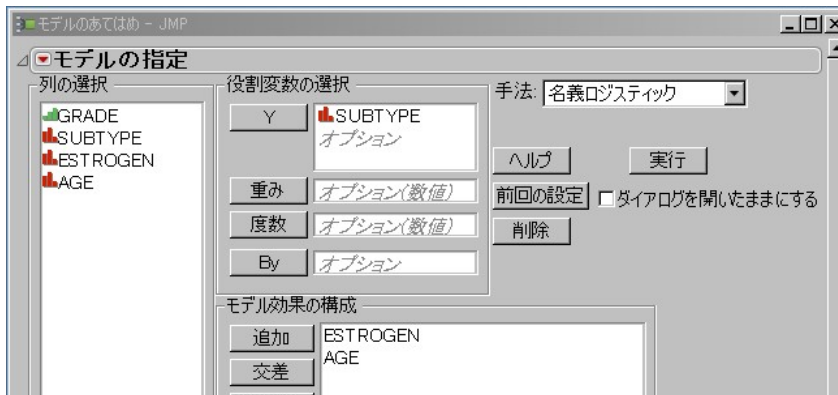 モデルのあてはめ - JMP
モデルの指定
列の選択
GRADE
SUBTYPE
ESTROGEN
AGE
役割変数の選択
Y
SUBTYPE
オプション
重み
オプション(数値)
度数
オプション(数値)
By
オプション
手法:
名義ロジスティック
ヘルプ
実行
前回の設定
ダイアログを開いたままにする
削除
モデル効果の構成
追加
ESTROGEN
AGE
交差